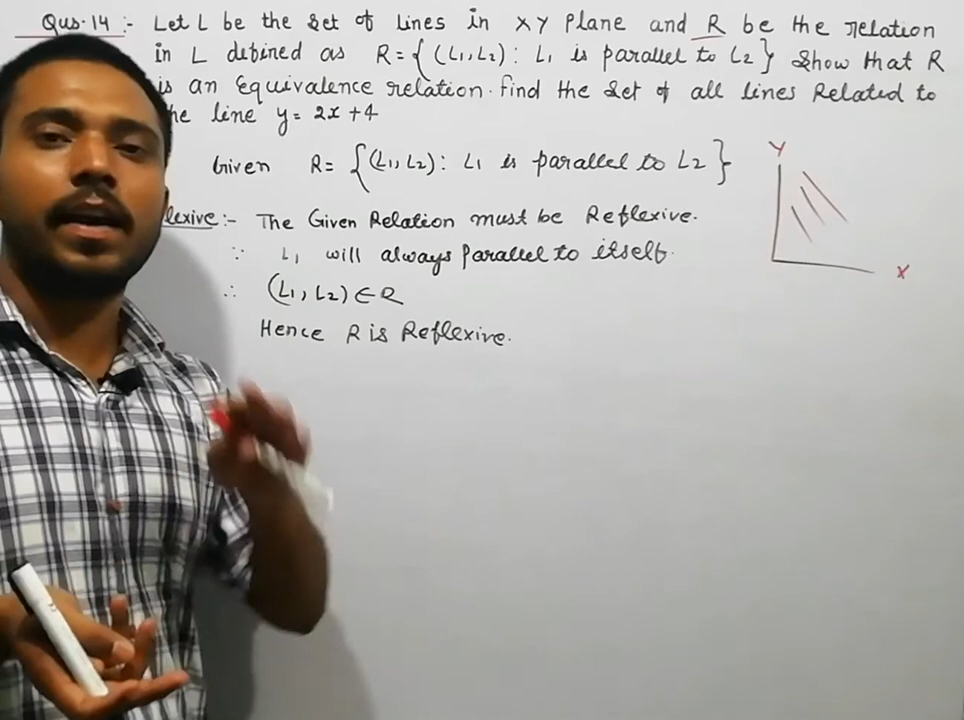 Qus.14 :- Let L be the set of lines in XY Plane and R be the relation
in L defined as R = { (L1, L2) : L1 is parallel to L2 } Show that R
is an Equivalence relation. find the set of all lines Related to
he line y = 2x + 4
Given R = { (L1, L2) : L1 is parallel to L2 }
lexive :- The Given Relation must be Reflexive.
∵ L1 will always Parallel to itself.
∴ (L1, L2) ∈ R
Hence R is Reflexive.
Y
X